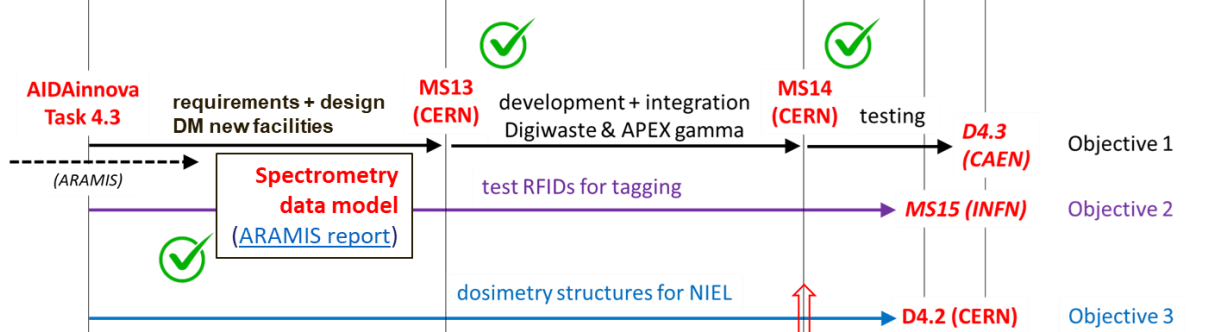 AIDAinnova
Task 4.3
requirements + design
DM new facilities
MS13
(CERN)
development + integration
Digiwaste & APEX gamma
MS14
(CERN)
testing
D4.3
(CAEN)
Objective 1
(ARAMIS)
Spectrometry
data model
(ARAMIS report)
test RFIDs for tagging
MS15 (INFN)
Objective 2
dosimetry structures for NIEL
D4.2 (CERN)
Objective 3